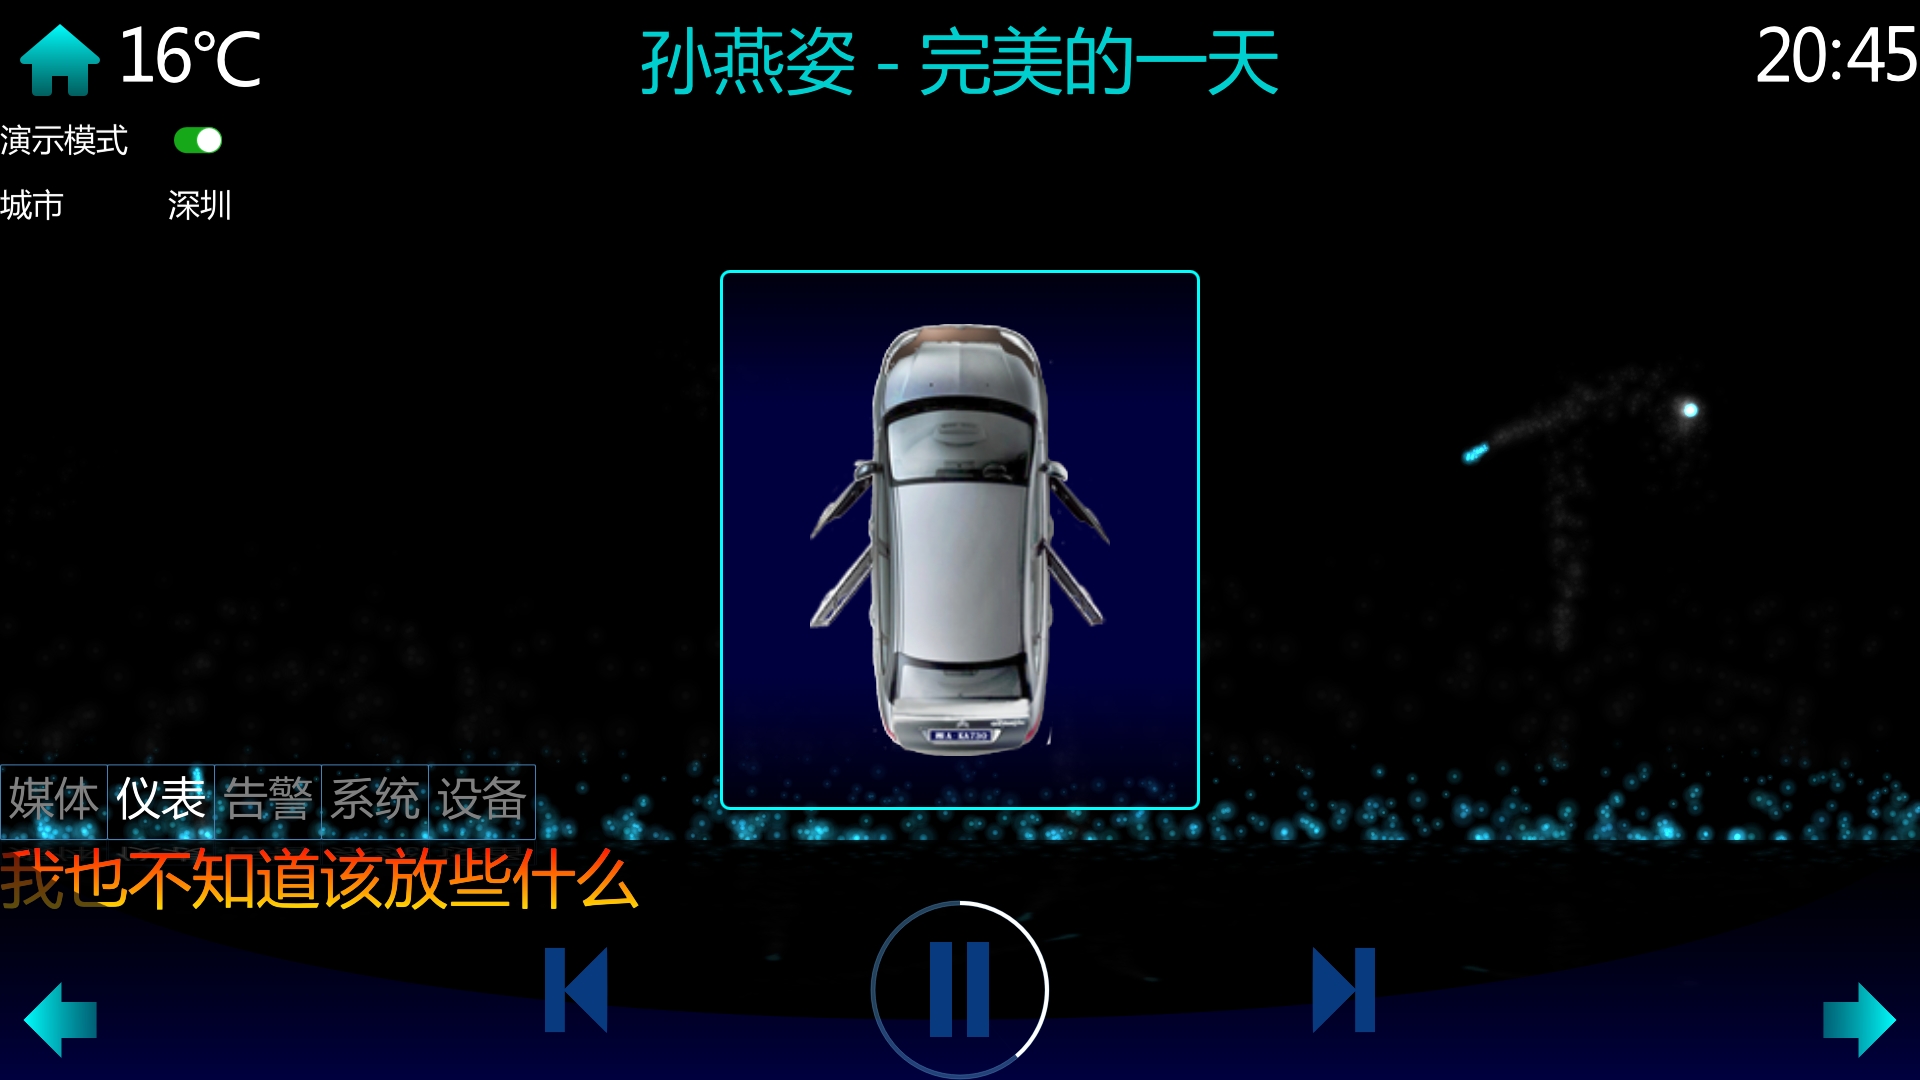 16℃
孙燕姿 - 完美的一天
20:45
演示模式
城市 深圳
媒体 仪表 告警 系统 设备
我也不知道该放些什么